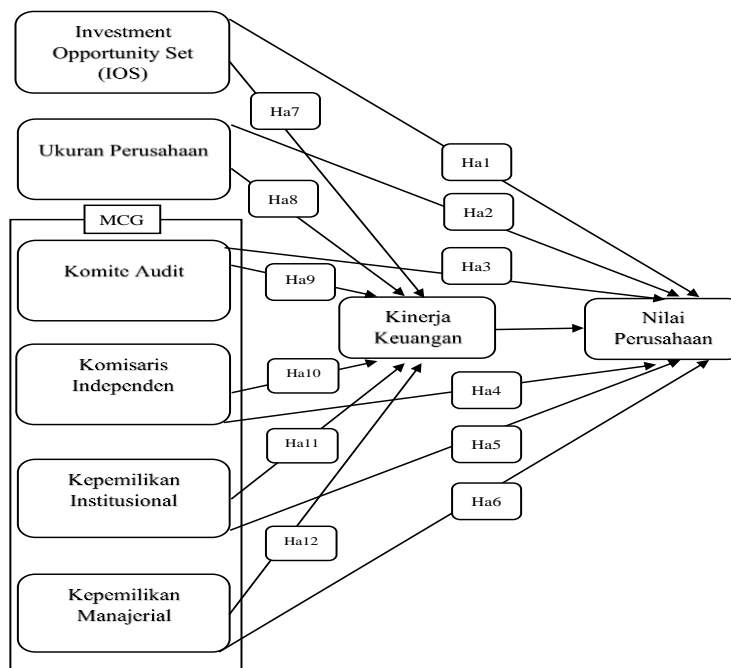 Investment
Opportunity Set
(IOS)
Ha7
Ukuran Perusahaan
Ha1
Ha8
Ha2
MCG
Komite Audit
Ha3
Ha9
Kinerja
Keuangan
Nilai
Perusahaan
Komisaris
Independen
Ha10
Ha4
Ha11
Ha5
Kepemilikan
Institusional
Ha6
Ha12
Kepemilikan
Manajerial